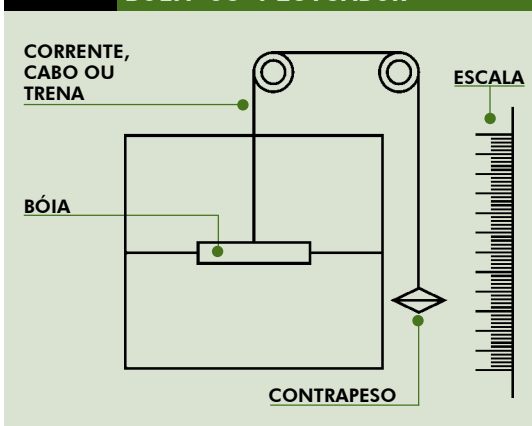 CORRENTE,
CABO OU
TRENA
ESCALA
BÓIA
CONTRAPESO